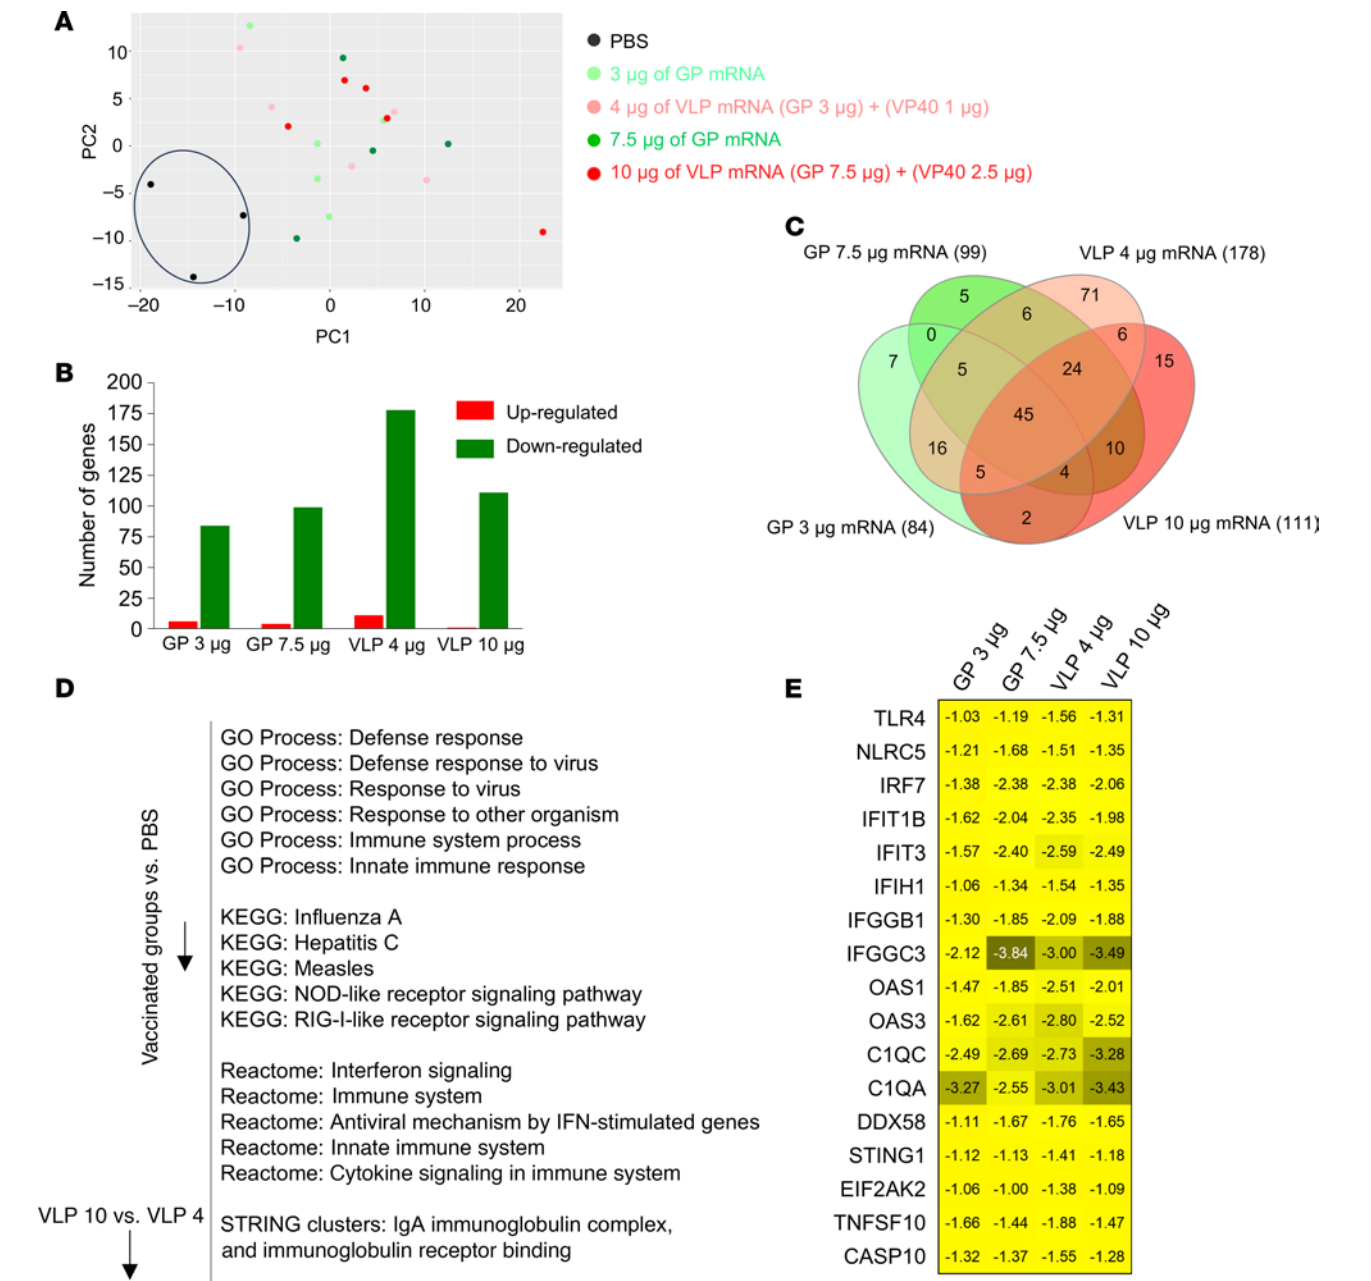 A
10
5
0
−5
−10
−15
PC2
−20
−10
0
10
20
PC1
PBS
3 µg of GP mRNA
4 µg of VLP mRNA (GP 3 µg) + (VP40 1 µg)
7.5 µg of GP mRNA
10 µg of VLP mRNA (GP 7.5 µg) + (VP40 2.5 µg)
B
200
175
150
125
100
75
50
25
0
Number of genes
Up-regulated
Down-regulated
GP 3 µg
GP 7.5 µg
VLP 4 µg
VLP 10 µg
C
GP 7.5 µg mRNA (99)
VLP 4 µg mRNA (178)
5
71
6
0
6
7
5
24
15
45
16
10
5
4
2
GP 3 µg mRNA (84)
VLP 10 µg mRNA (111)
D
Vaccinated groups vs. PBS
GO Process: Defense response
GO Process: Defense response to virus
GO Process: Response to virus
GO Process: Response to other organism
GO Process: Immune system process
GO Process: Innate immune response
KEGG: Influenza A
KEGG: Hepatitis C
KEGG: Measles
KEGG: NOD-like receptor signaling pathway
KEGG: RIG-I-like receptor signaling pathway
Reactome: Interferon signaling
Reactome: Immune system
Reactome: Antiviral mechanism by IFN-stimulated genes
Reactome: Innate immune system
Reactome: Cytokine signaling in immune system
VLP 10 vs. VLP 4
STRING clusters: IgA immunoglobulin complex,
and immunoglobulin receptor binding
E
GP 3 µg
GP 7.5 µg
VLP 4 µg
VLP 10 µg
TLR4 -1.03 -1.19 -1.56 -1.31
NLRC5 -1.21 -1.68 -1.51 -1.35
IRF7 -1.38 -2.38 -2.38 -2.06
IFIT1B -1.62 -2.04 -2.35 -1.98
IFIT3 -1.57 -2.40 -2.59 -2.49
IFIH1 -1.06 -1.34 -1.54 -1.35
IFGGB1 -1.30 -1.85 -2.09 -1.88
IFGGC3 -2.12 -3.84 -3.00 -3.49
OAS1 -1.47 -1.85 -2.51 -2.01
OAS3 -1.62 -2.61 -2.80 -2.52
C1QC -2.49 -2.69 -2.73 -3.28
C1QA -3.27 -2.55 -3.01 -3.43
DDX58 -1.11 -1.67 -1.76 -1.65
STING1 -1.12 -1.13 -1.41 -1.18
EIF2AK2 -1.06 -1.00 -1.38 -1.09
TNFSF10 -1.66 -1.44 -1.88 -1.47
CASP10 -1.32 -1.37 -1.55 -1.28